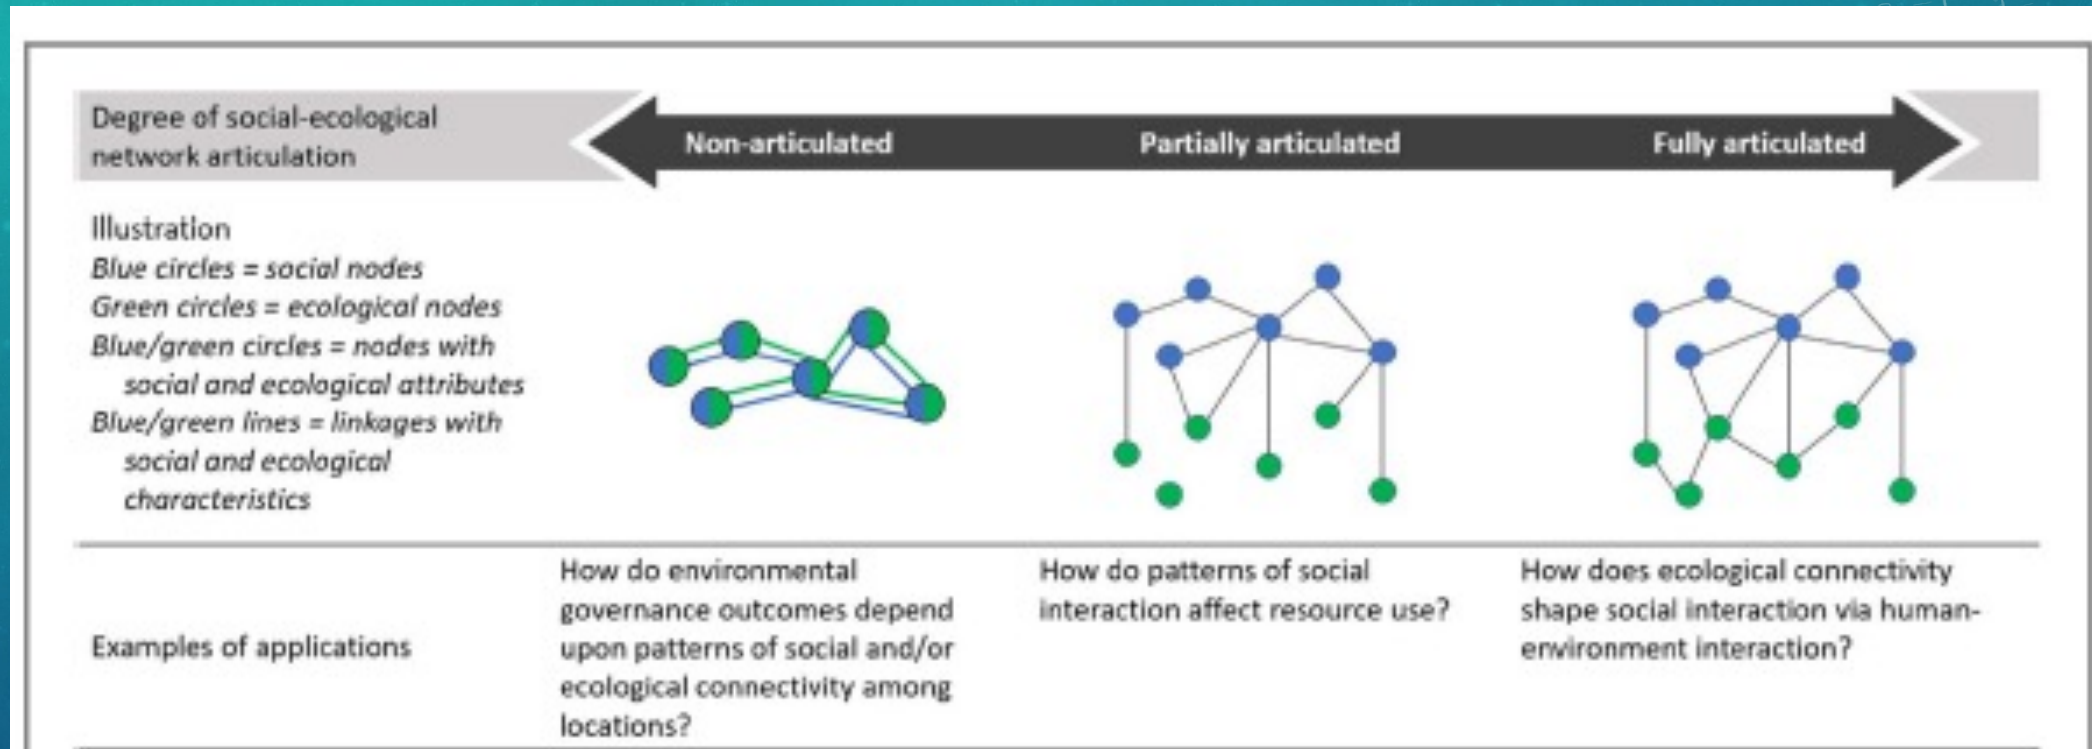 Degree of social-ecological
network articulation
Non-articulated
Partially articulated
Fully articulated
Illustration
Blue circles = social nodes
Green circles = ecological nodes
Blue/green circles = nodes with
social and ecological attributes
Blue/green lines = linkages with
social and ecological
characteristics
Examples of applications
How do environmental
governance outcomes depend
upon patterns of social and/or
ecological connectivity among
locations?
How do patterns of social
interaction affect resource use?
How does ecological connectivity
shape social interaction via human-
environment interaction?